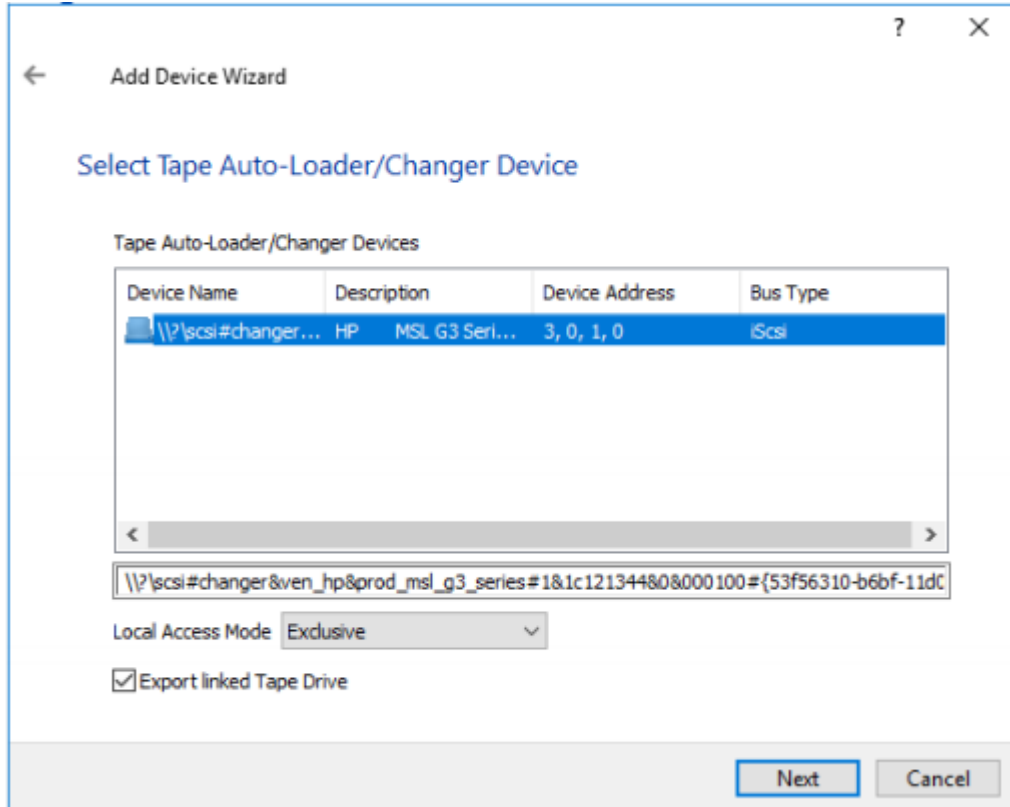 ?
Add Device Wizard
Select Tape Auto-Loader/Changer Device
Tape Auto-Loader/Changer Devices
Device Name Description Device Address Bus Type
\\?\scsi#changer... HP MSL G3 Seri... 3, 0, 1, 0 iScsi
\\?\scsi#changer&ven_hp&prod_msl_g3_series#1&1c121344&0&000100#{53f56310-b6bf-11d0
Local Access Mode Exclusive
Export linked Tape Drive
Next Cancel